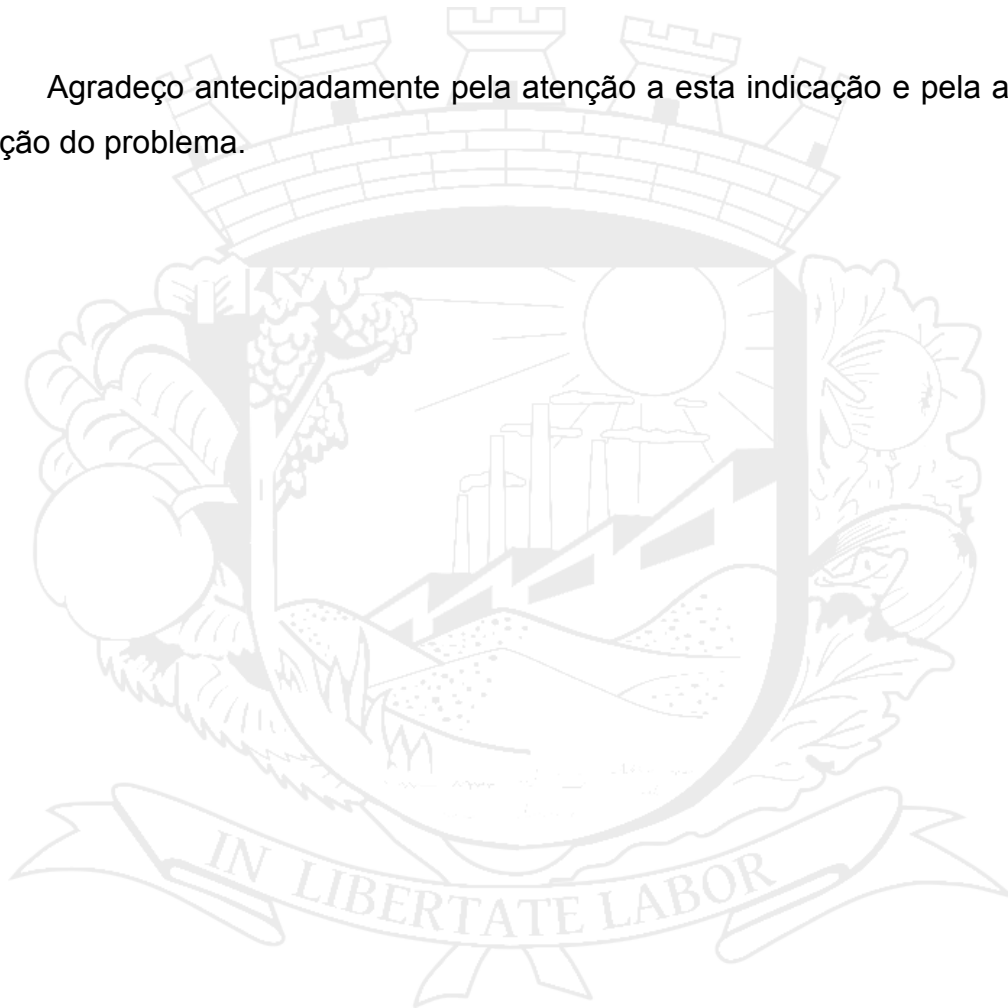 Agradeço antecipadamente pela atenção a esta indicação e pela a
ção do problema.
IN LIBERTATE LABOR